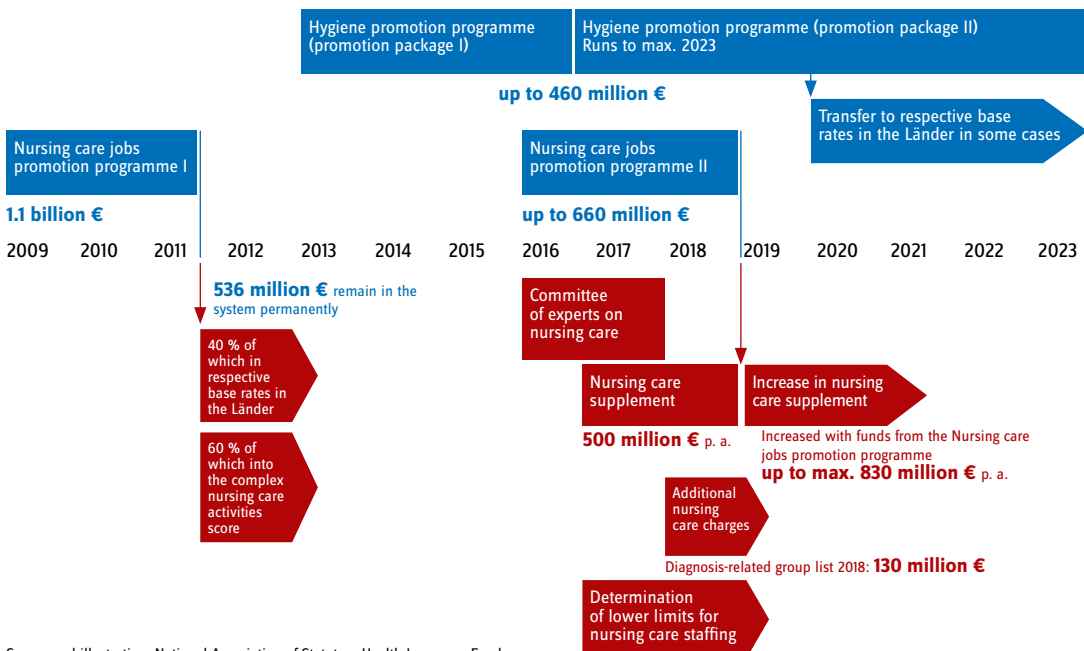 Hygiene promotion programme
(promotion package I)
Hygiene promotion programme (promotion package II)
Runs to max. 2023
up to 460 million €
Transfer to respective base
rates in the Länder in some cases
Nursing care jobs
promotion programme I
Nursing care jobs
promotion programme II
1.1 billion €
up to 660 million €
2009 2010 2011 2012 2013 2014 2015 2016 2017 2018 2019 2020 2021 2022 2023
536 million € remain in the
system permanently
40 % of
which in
respective
base rates in
the Länder
60 % of
which into
the complex
nursing care
activities
score
Committee
of experts on
nursing care
Nursing care
supplement
Increase in nursing
care supplement
500 million € p. a.
Increased with funds from the Nursing care
jobs promotion programme
up to max. 830 million € p. a.
Additional
nursing
care charges
Diagnosis-related group list 2018: 130 million €
Determination
of lower limits for
nursing care staffing